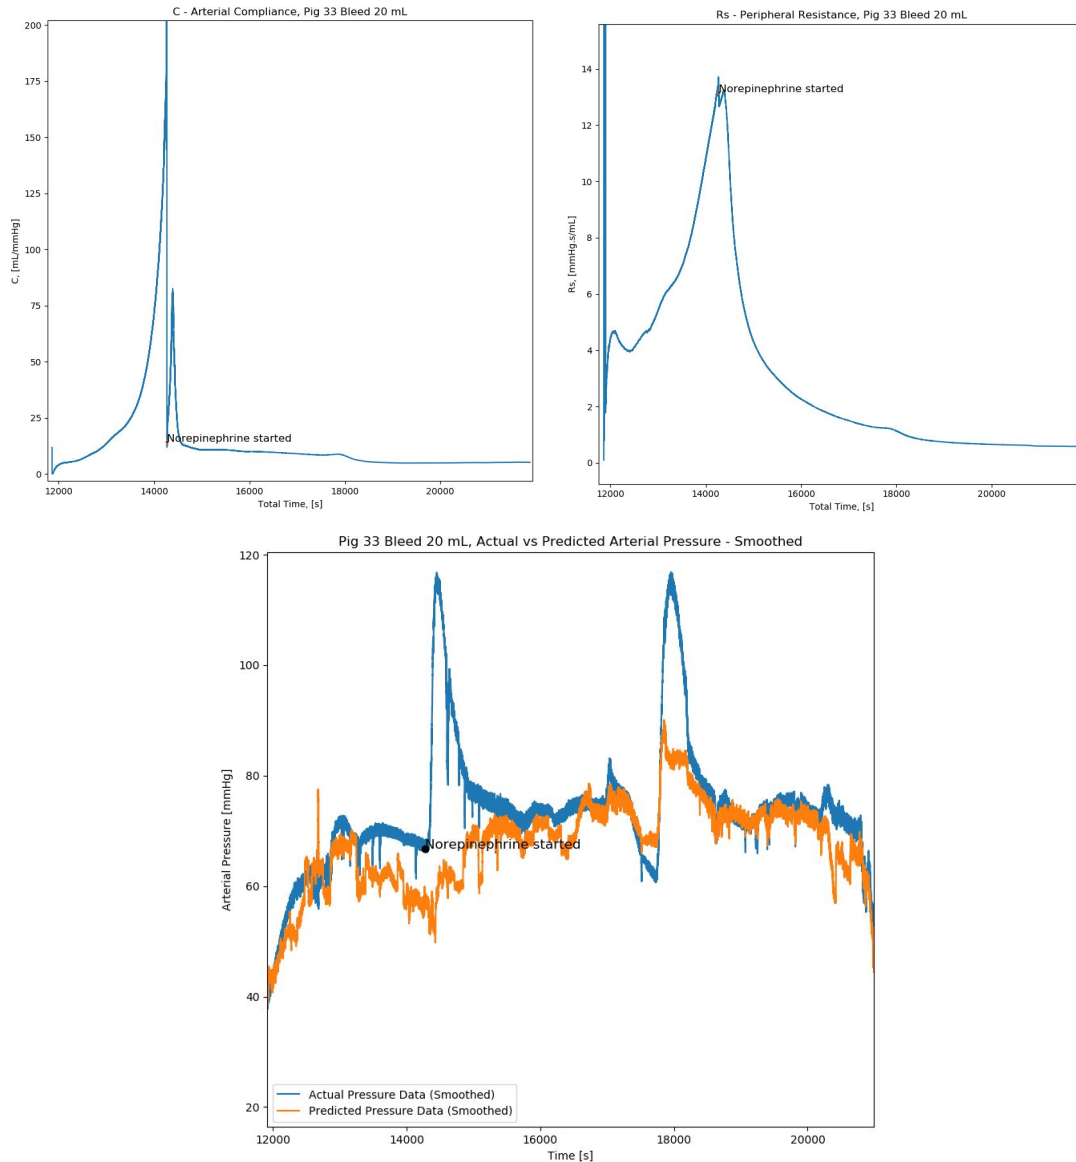 C - Arterial Compliance, Pig 33 Bleed 20 mL
200
175
150
125
100
75
50
25
0
C, [mL/mmHg]
Norepinephrine started
12000 14000 16000 18000 20000
Total Time, [s]
Rs - Peripheral Resistance, Pig 33 Bleed 20 mL
14
12
10
8
6
4
2
0
Rs, [mmHg.s/mL]
Norepinephrine started
12000 14000 16000 18000 20000
Total Time, [s]
Pig 33 Bleed 20 mL, Actual vs Predicted Arterial Pressure - Smoothed
120
100
80
60
40
20
Arterial Pressure [mmHg]
Norepinephrine started
Actual Pressure Data (Smoothed)
Predicted Pressure Data (Smoothed)
12000 14000 16000 18000 20000
Time [s]